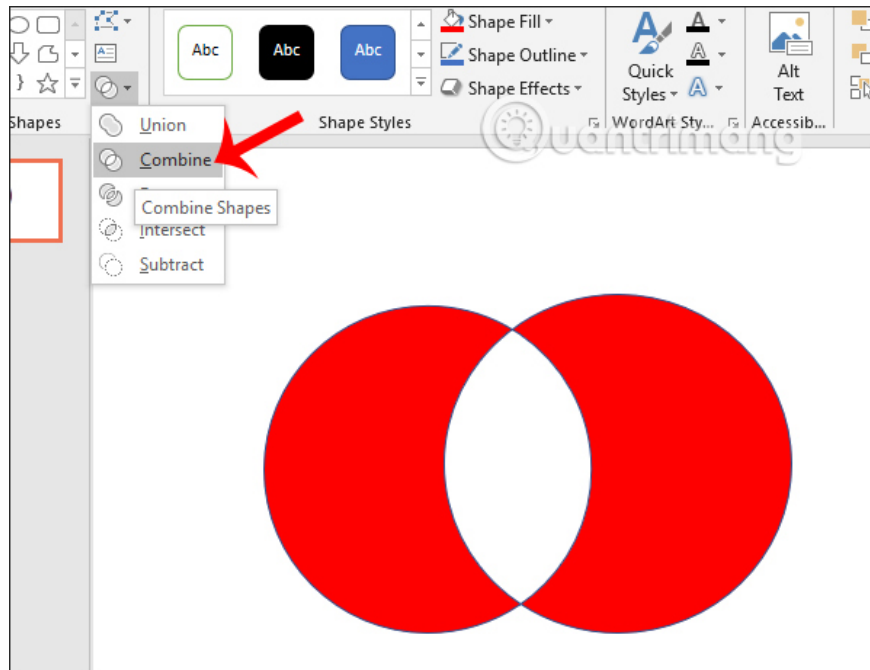 Abc
Abc
Abc
Shape Fill
Shape Outline
Shape Effects
A
A
A
A
A
Quick
Styles
Alt
Text
Shapes
Shape Styles
WordArt Sty...
Accessib...
Quantrimang
Union
Combine
Combine Shapes
Intersect
Subtract